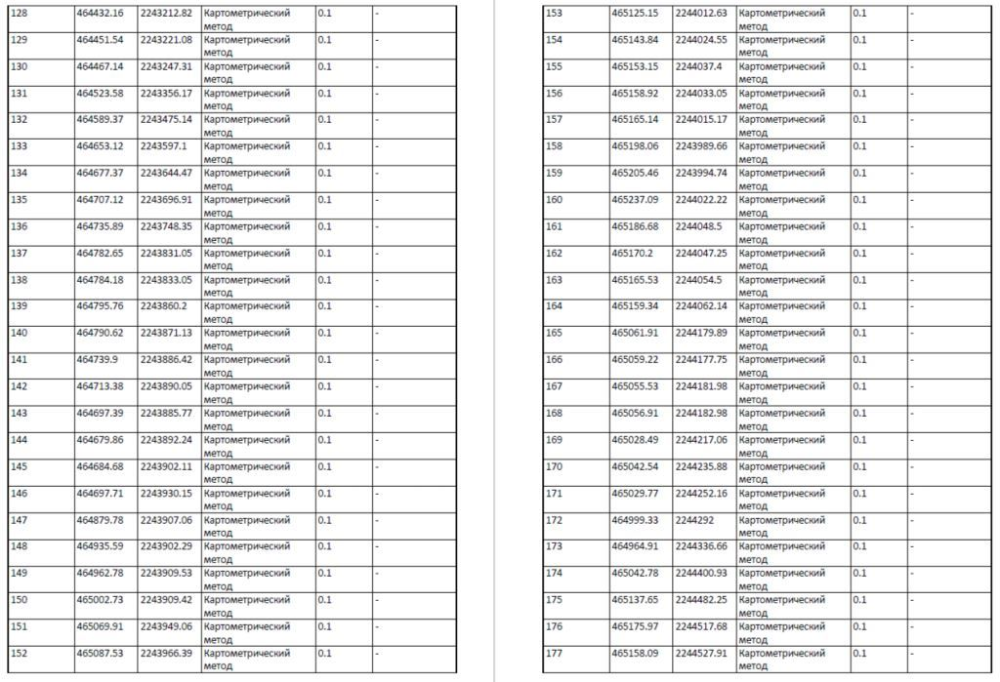 128 464432.16 2243212.82 Картометрический 0.1 -
метод
129 464451.54 2243221.08 Картометрический 0.1 -
метод
130 464467.14 2243247.31 Картометрический 0.1 -
метод
131 464523.58 2243356.17 Картометрический 0.1 -
метод
132 464589.37 2243475.14 Картометрический 0.1 -
метод
133 464653.12 2243597.1 Картометрический 0.1 -
метод
134 464677.37 2243644.47 Картометрический 0.1 -
метод
135 464707.12 2243696.91 Картометрический 0.1 -
метод
136 464735.89 2243748.35 Картометрический 0.1 -
метод
137 464782.65 2243831.05 Картометрический 0.1 -
метод
138 464784.18 2243833.05 Картометрический 0.1 -
метод
139 464795.76 2243860.2 Картометрический 0.1 -
метод
140 464790.62 2243871.13 Картометрический 0.1 -
метод
141 464739.9 2243886.42 Картометрический 0.1 -
метод
142 464713.38 2243890.05 Картометрический 0.1 -
метод
143 464697.39 2243885.77 Картометрический 0.1 -
метод
144 464679.86 2243892.24 Картометрический 0.1 -
метод
145 464684.68 2243902.11 Картометрический 0.1 -
метод
146 464697.71 2243930.15 Картометрический 0.1 -
метод
147 464879.78 2243907.06 Картометрический 0.1 -
метод
148 464935.59 2243902.29 Картометрический 0.1 -
метод
149 464962.78 2243909.53 Картометрический 0.1 -
метод
150 465002.73 2243909.42 Картометрический 0.1 -
метод
151 465069.91 2243949.06 Картометрический 0.1 -
метод
152 465087.53 2243966.39 Картометрический 0.1 -
метод
153 465125.15 2244012.63 Картометрический 0.1 -
метод
154 465143.84 2244024.55 Картометрический 0.1 -
метод
155 465153.15 2244037.4 Картометрический 0.1 -
метод
156 465158.92 2244033.05 Картометрический 0.1 -
метод
157 465165.14 2244015.17 Картометрический 0.1 -
метод
158 465198.06 2243989.66 Картометрический 0.1 -
метод
159 465205.46 2243994.74 Картометрический 0.1 -
метод
160 465237.09 2244022.22 Картометрический 0.1 -
метод
161 465186.68 2244048.5 Картометрический 0.1 -
метод
162 465170.2 2244047.25 Картометрический 0.1 -
метод
163 465165.53 2244054.5 Картометрический 0.1 -
метод
164 465159.34 2244062.14 Картометрический 0.1 -
метод
165 465061.91 2244179.89 Картометрический 0.1 -
метод
166 465059.22 2244177.75 Картометрический 0.1 -
метод
167 465055.53 2244181.98 Картометрический 0.1 -
метод
168 465056.91 2244182.98 Картометрический 0.1 -
метод
169 465028.49 2244217.06 Картометрический 0.1 -
метод
170 465042.54 2244235.88 Картометрический 0.1 -
метод
171 465029.77 2244252.16 Картометрический 0.1 -
метод
172 464999.33 2244292 Картометрический 0.1 -
метод
173 464964.91 2244336.66 Картометрический 0.1 -
метод
174 465042.78 2244400.93 Картометрический 0.1 -
метод
175 465137.65 2244482.25 Картометрический 0.1 -
метод
176 465175.97 2244517.68 Картометрический 0.1 -
метод
177 465158.09 2244527.91 Картометрический 0.1 -
метод